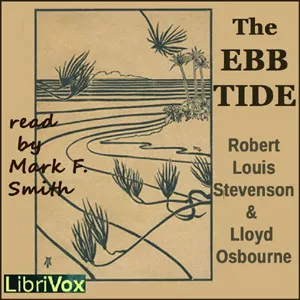 The
EBB
TIDE
read
by
Mark F.
Smith
Robert
Louis
Stevenson
&
Lloyd
Osbourne
LibriVox